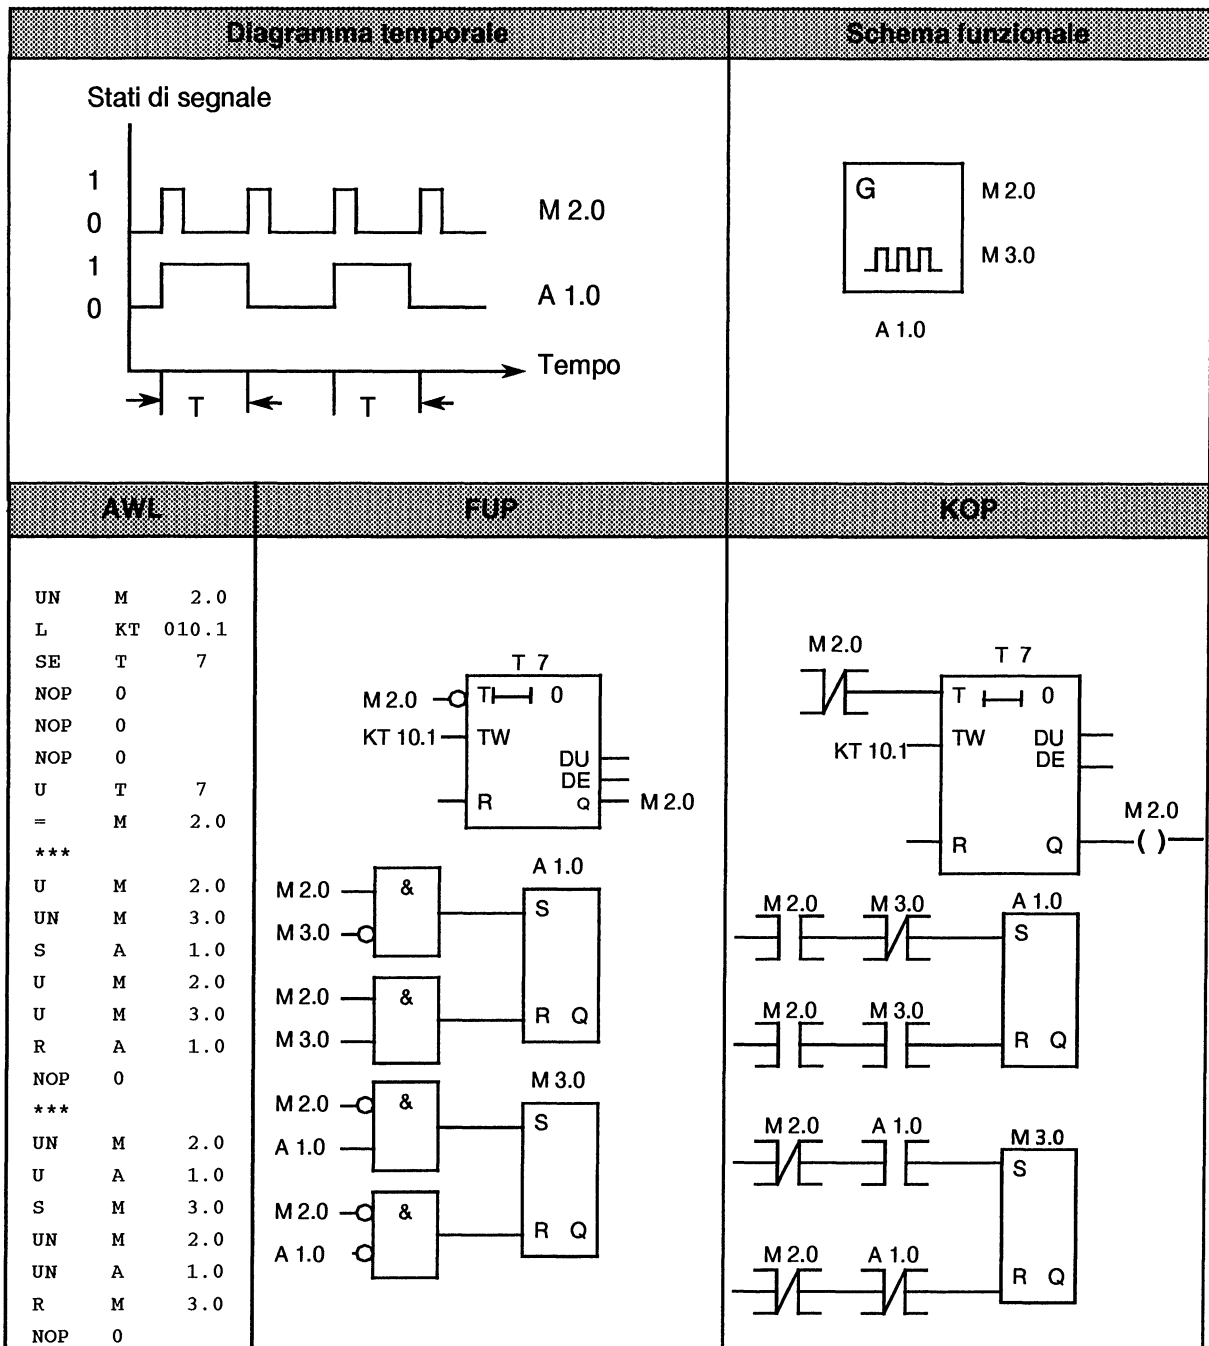 Diagramma temporale
Schema funzionale
Stati di segnale
1
0
M 2.0
1
0
A 1.0
Tempo
T
T
G
M 2.0
M 3.0
A 1.0
AWL
FUP
KOP
UN M 2.0
L KT 010.1
SE T 7
NOP 0
NOP 0
NOP 0
U T 7
= M 2.0
***
U M 2.0
UN M 3.0
S A 1.0
U M 2.0
U M 3.0
R A 1.0
NOP 0
***
UN M 2.0
U A 1.0
S M 3.0
UN M 2.0
UN A 1.0
R M 3.0
NOP 0
T 7
M 2.0 T 0
KT 10.1 TW
DU
DE
R Q M 2.0
A 1.0
M 2.0 & S
M 3.0
M 2.0 & R Q
M 3.0
M 3.0
M 2.0 & S
A 1.0
M 2.0 & R Q
A 1.0
M 2.0
T 7
T 0
KT 10.1 TW DU
DE
M 2.0
R Q ( )
M 2.0 M 3.0 A 1.0
S
M 2.0 M 3.0
R Q
M 2.0 A 1.0 M 3.0
S
M 2.0 A 1.0
R Q